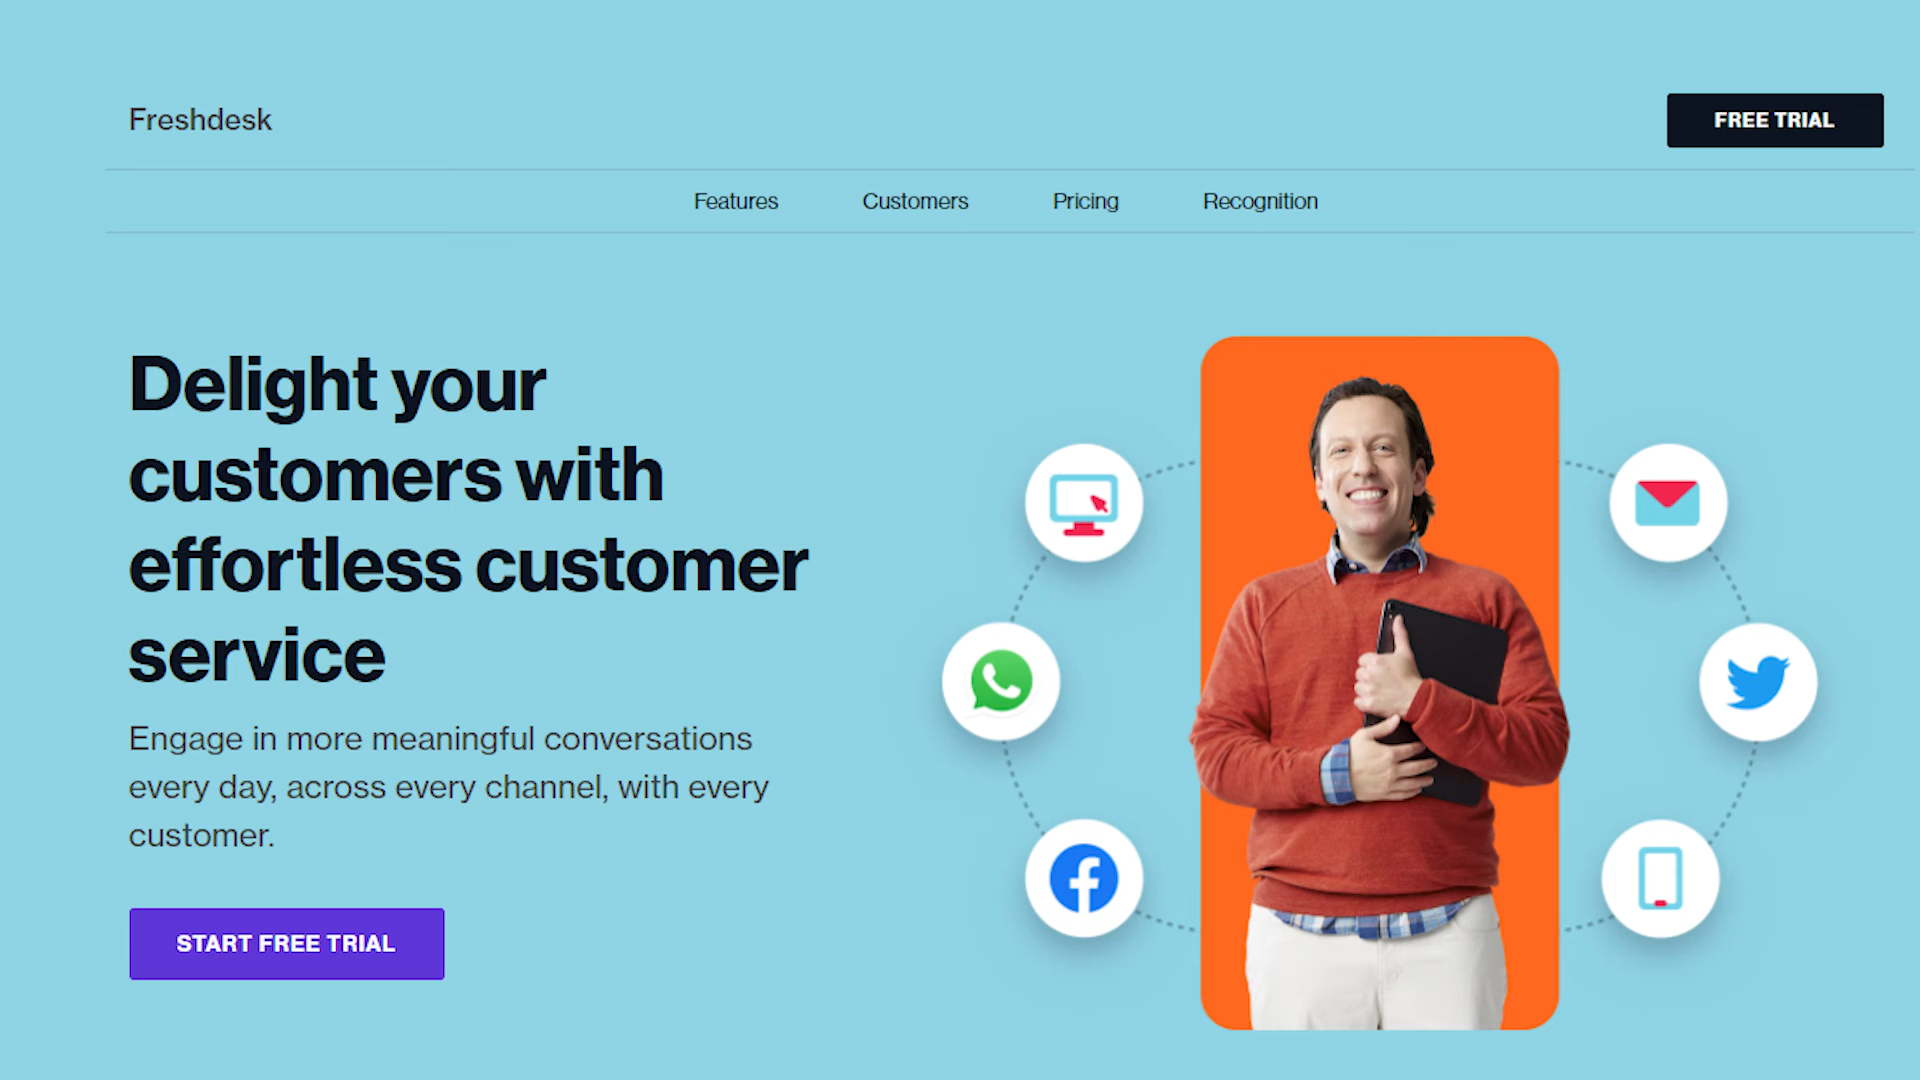 Freshdesk
FREE TRIAL
Features
Customers
Pricing
Recognition
Delight your
customers with
effortless customer
service
Engage in more meaningful conversations
every day, across every channel, with every
customer.
START FREE TRIAL